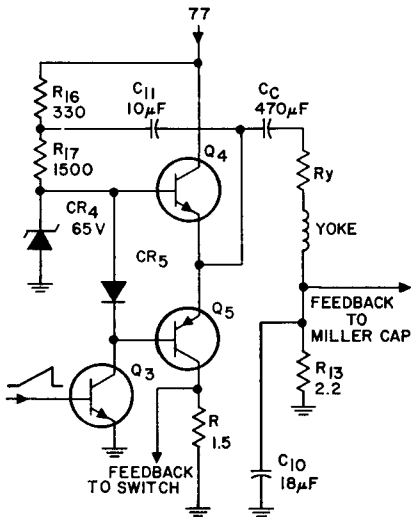 77
R16
330
C11
10µF
CC
470µF
R17
1500
Q4
Ry
CR4
65V
CR5
YOKE
Q5
FEEDBACK
TO
MILLER CAP
Q3
R13
2.2
R
1.5
FEEDBACK
TO SWITCH
C10
18µF